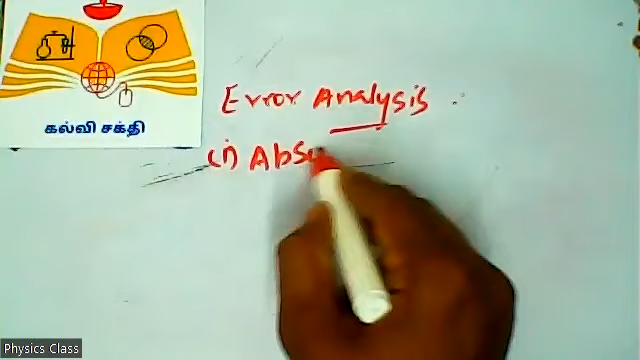 கல்வி சக்தி
Error Analysis
(i) Abs
Physics Class